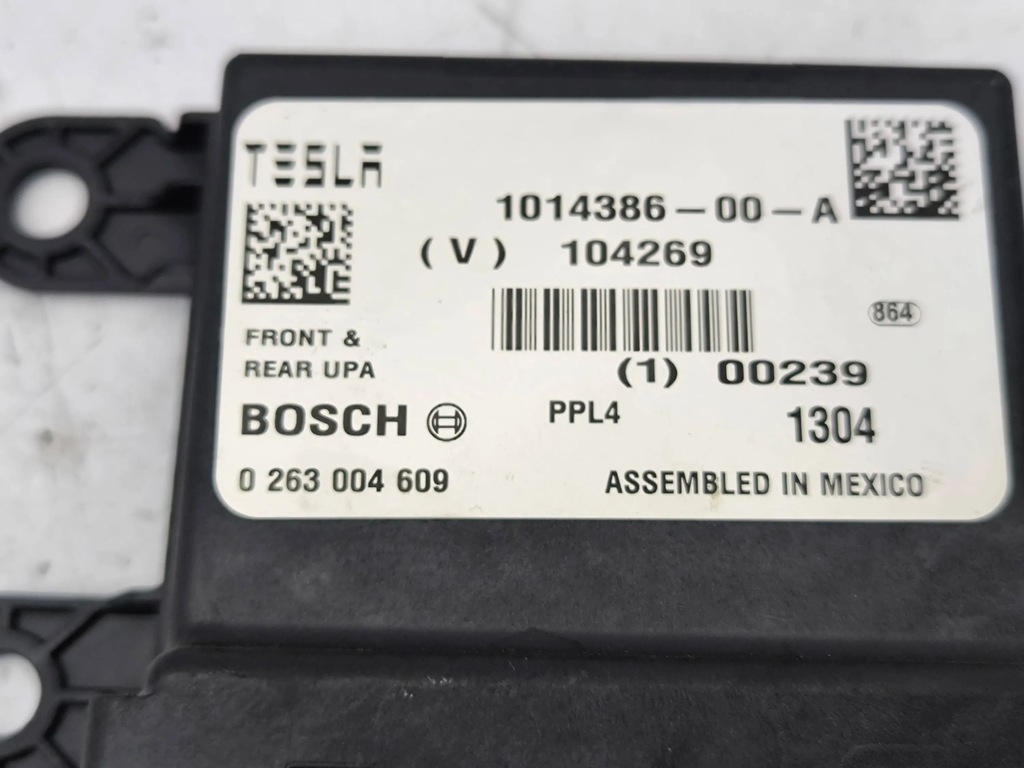 TESLA
1014386-00-A
(V) 104269
864
FRONT &
REAR UPA
(1) 00239
BOSCH
PPL4
1304
0 263 004 609
ASSEMBLED IN MEXICO